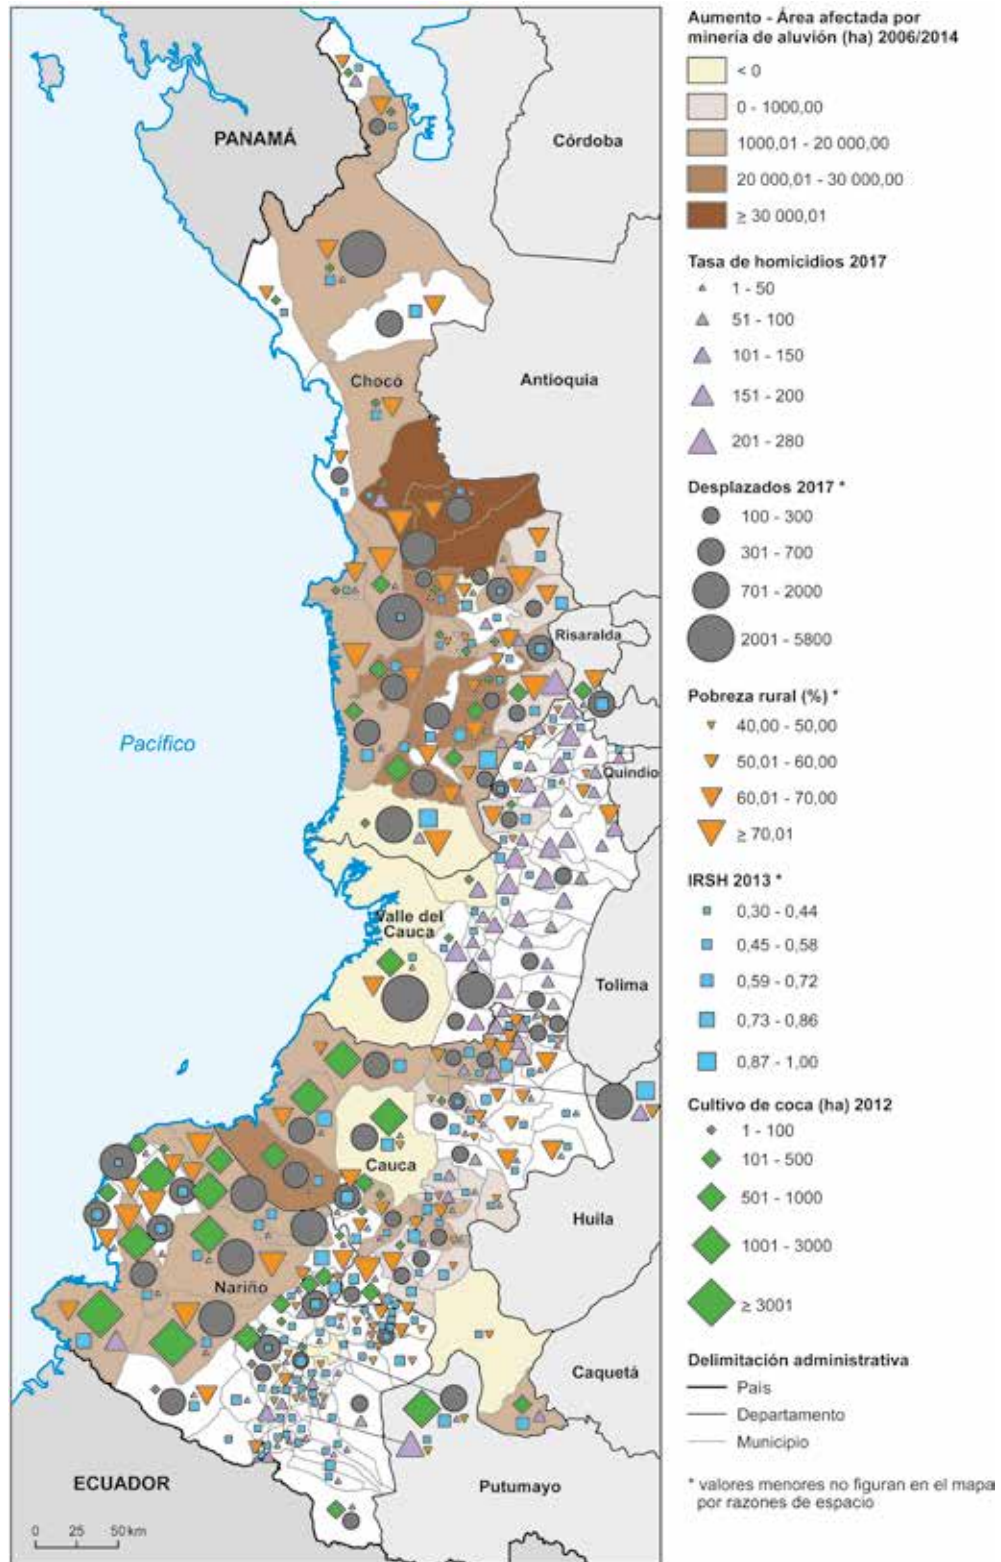 PANAMÁ
Córdoba
Chocó
Antioquia
Risaralda
Pacífico
Quindío
Valle del
Cauca
Tolima
Cauca
Huila
Nariño
Caquetá
ECUADOR
Putumayo
0 25 50 km
Aumento - Área afectada por
minería de aluvión (ha) 2006/2014
< 0
0 - 1000,00
1000,01 - 20 000,00
20 000,01 - 30 000,00
≥ 30 000,01
Tasa de homicidios 2017
1 - 50
51 - 100
101 - 150
151 - 200
201 - 280
Desplazados 2017 *
100 - 300
301 - 700
701 - 2000
2001 - 5800
Pobreza rural (%) *
40,00 - 50,00
50,01 - 60,00
60,01 - 70,00
≥ 70,01
IRSH 2013 *
0,30 - 0,44
0,45 - 0,58
0,59 - 0,72
0,73 - 0,86
0,87 - 1,00
Cultivo de coca (ha) 2012
1 - 100
101 - 500
501 - 1000
1001 - 3000
≥ 3001
Delimitación administrativa
País
Departamento
Municipio
* valores menores no figuran en el mapa
por razones de espacio